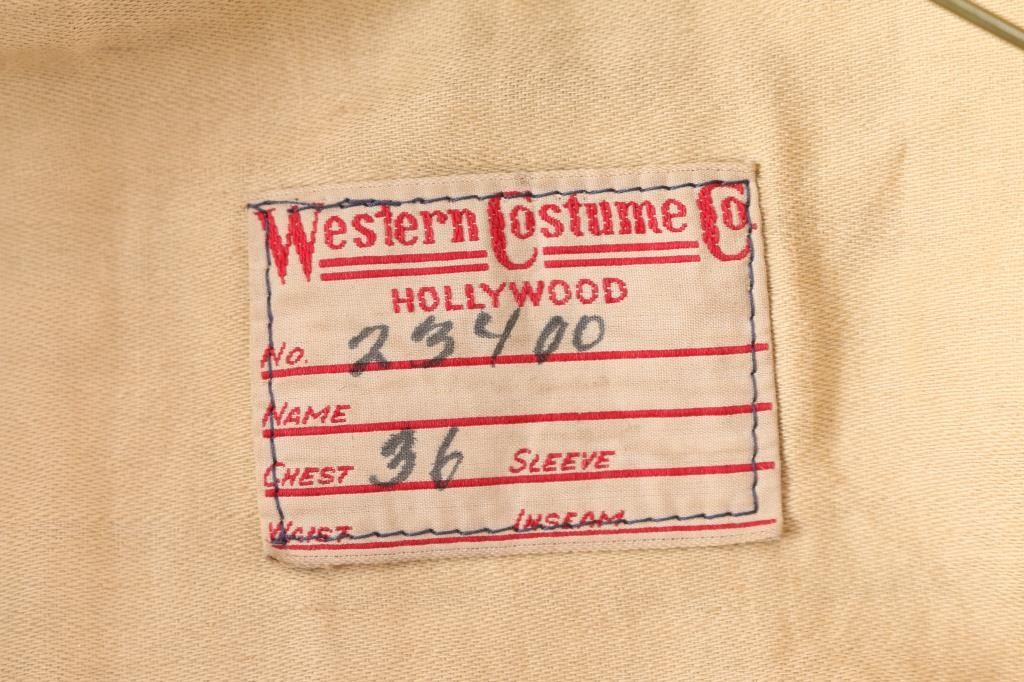 Western Costume Co.
HOLLYWOOD
No. 23400
NAME
CHEST 36 SLEEVE
WAIST INSEAM